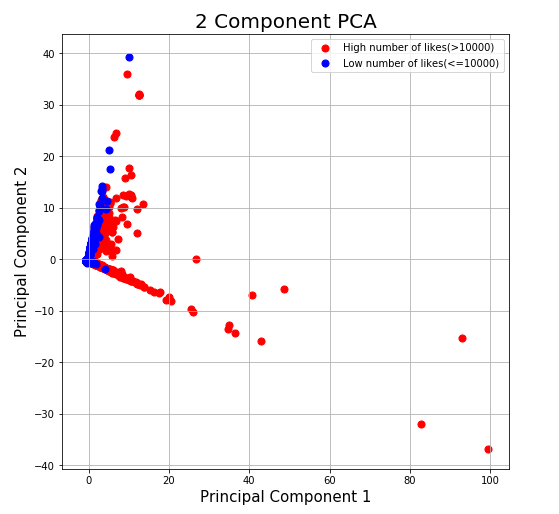 2 Component PCA
High number of likes(>10000)
Low number of likes(<=10000)
Principal Component 2
40
30
20
10
0
−10
−20
−30
−40
0 20 40 60 80 100
Principal Component 1